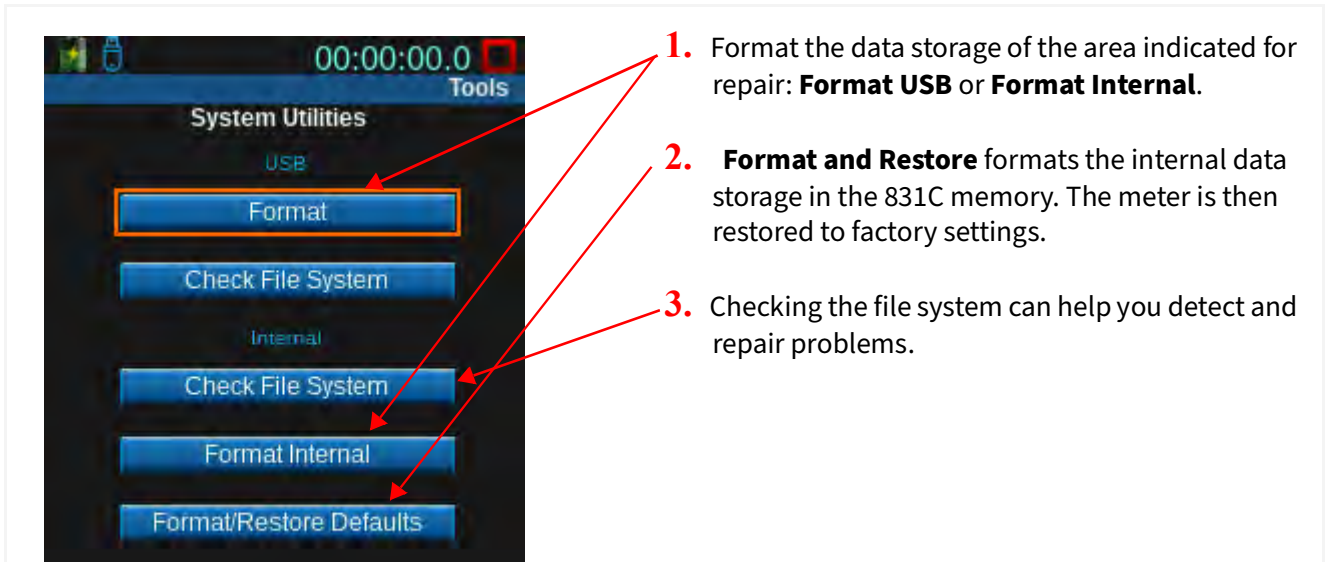 00:00:00.0
Tools
System Utilities
USB
Format
Check File System
Internal
Check File System
Format Internal
Format/Restore Defaults
1. Format the data storage of the area indicated for
repair: Format USB or Format Internal.
2. Format and Restore formats the internal data
storage in the 831C memory. The meter is then
restored to factory settings.
3. Checking the file system can help you detect and
repair problems.